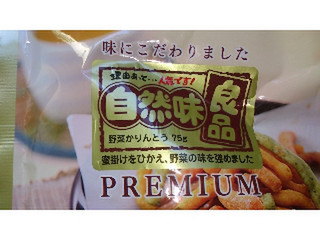 味にこだわりました
理由あって…人気です!
自然味
良品
野菜かりんとう 75g
蜜掛けをひかえ、野菜の味を強めました
PREMIUM